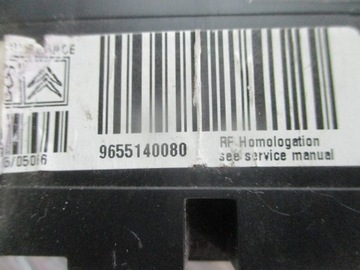 9655140080
RF Homologation
see service manual